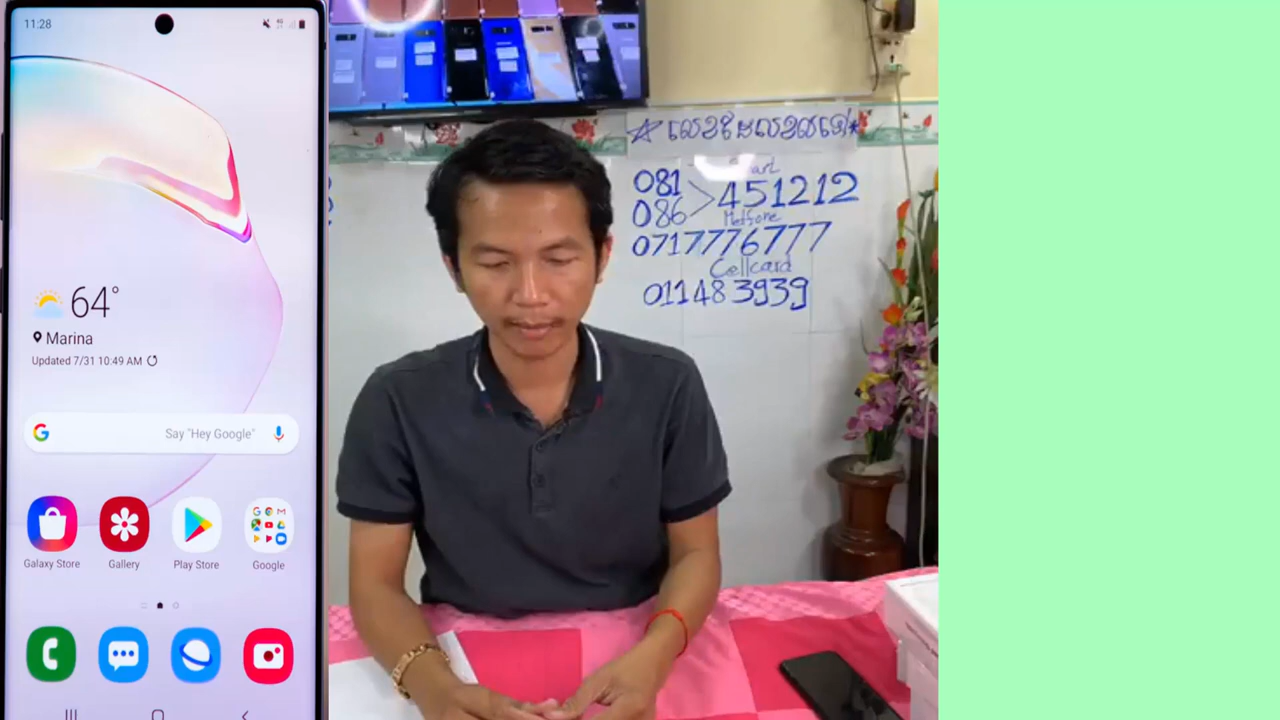 11:28
64°
Marina
Updated 7/31 10:49 AM
Say "Hey Google"
Galaxy Store
Gallery
Play Store
Google
081
086
451212
Metfone
0717776777
Cellcard
011483939